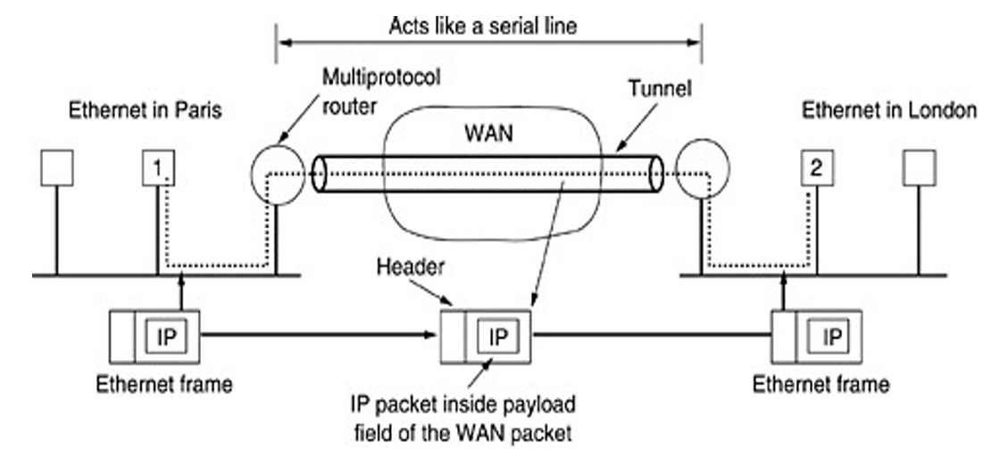 Acts like a serial line
Multiprotocol
router
Tunnel
Ethernet in Paris
Ethernet in London
WAN
1
2
Header
IP
IP
IP
Ethernet frame
Ethernet frame
IP packet inside payload
field of the WAN packet